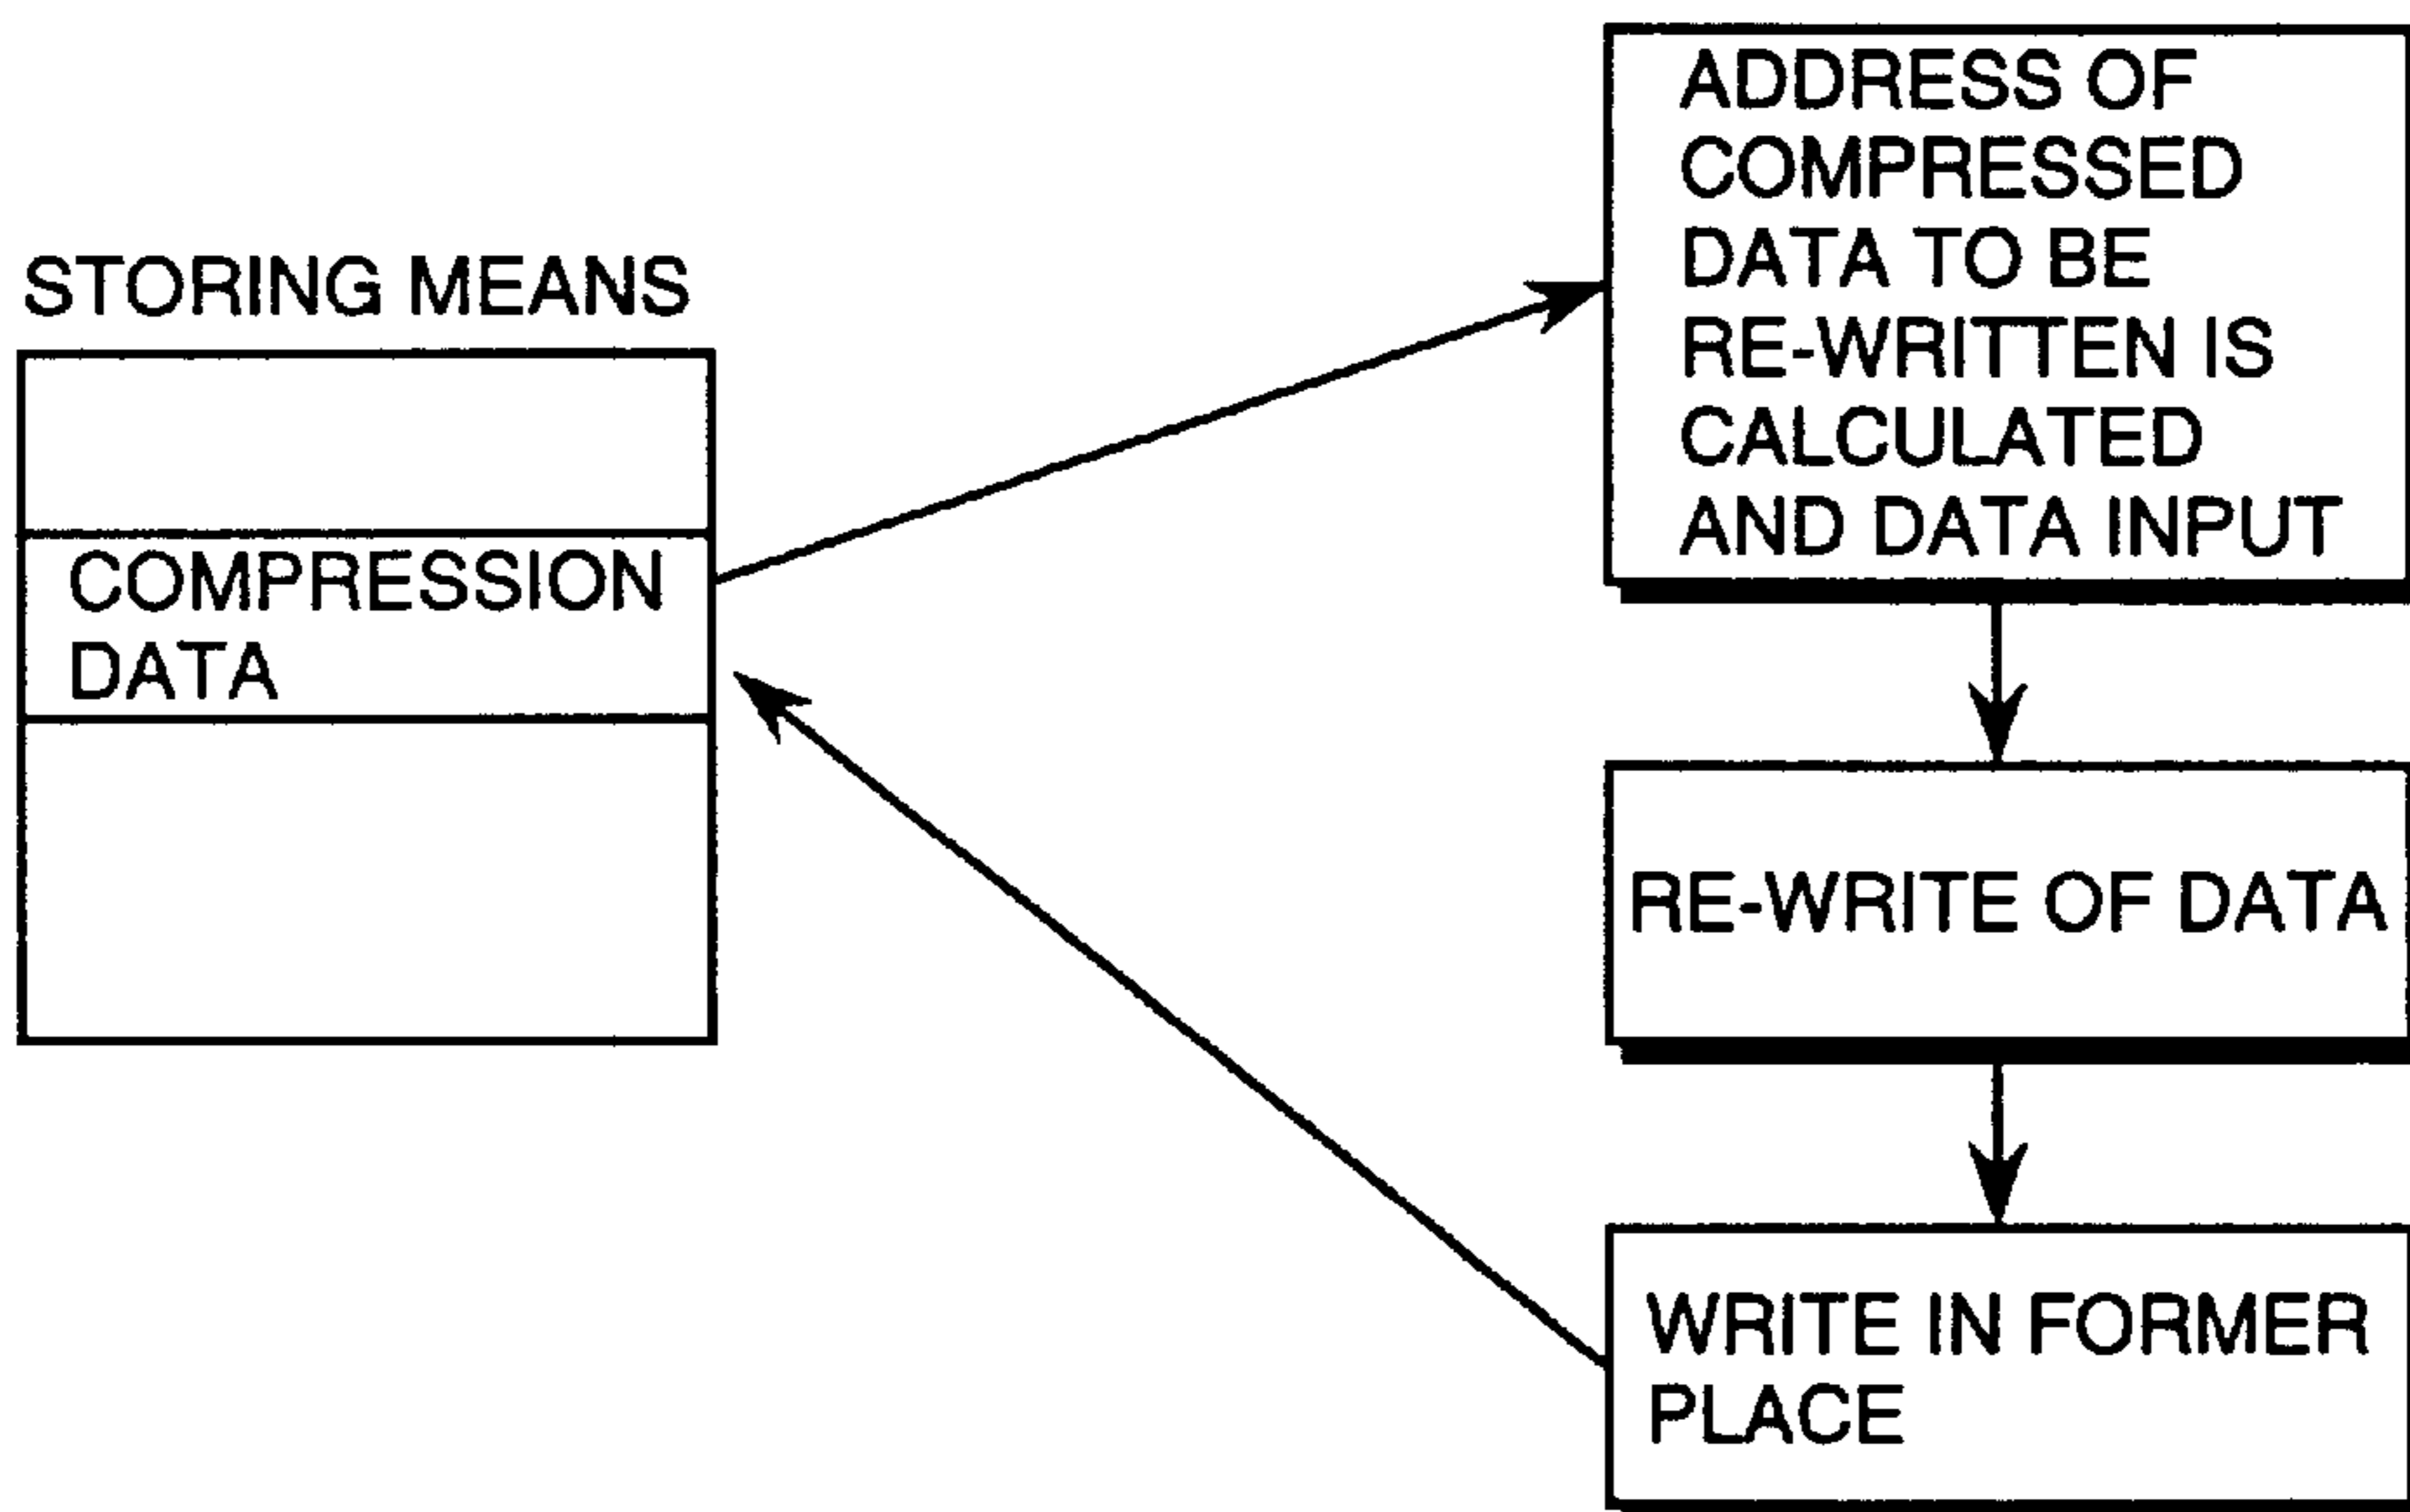 STORING MEANS
COMPRESSION
DATA
ADDRESS OF
COMPRESSED
DATA TO BE
RE-WRITTEN IS
CALCULATED
AND DATA INPUT
RE-WRITE OF DATA
WRITE IN FORMER
PLACE